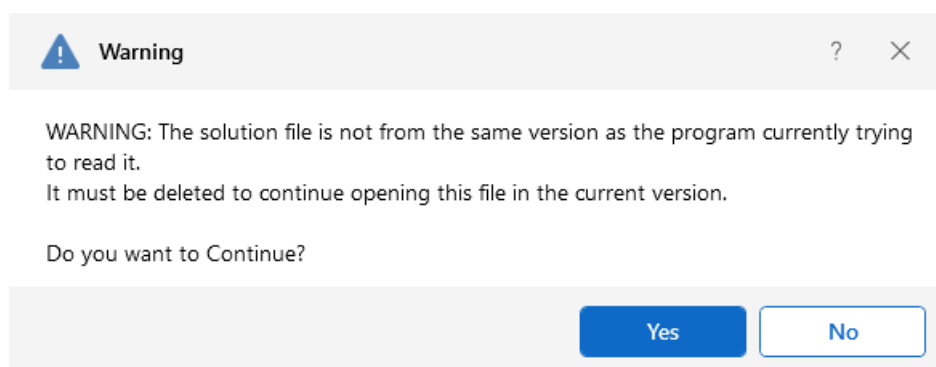 Warning
?
WARNING: The solution file is not from the same version as the program currently trying
to read it.
It must be deleted to continue opening this file in the current version.
Do you want to Continue?
Yes
No